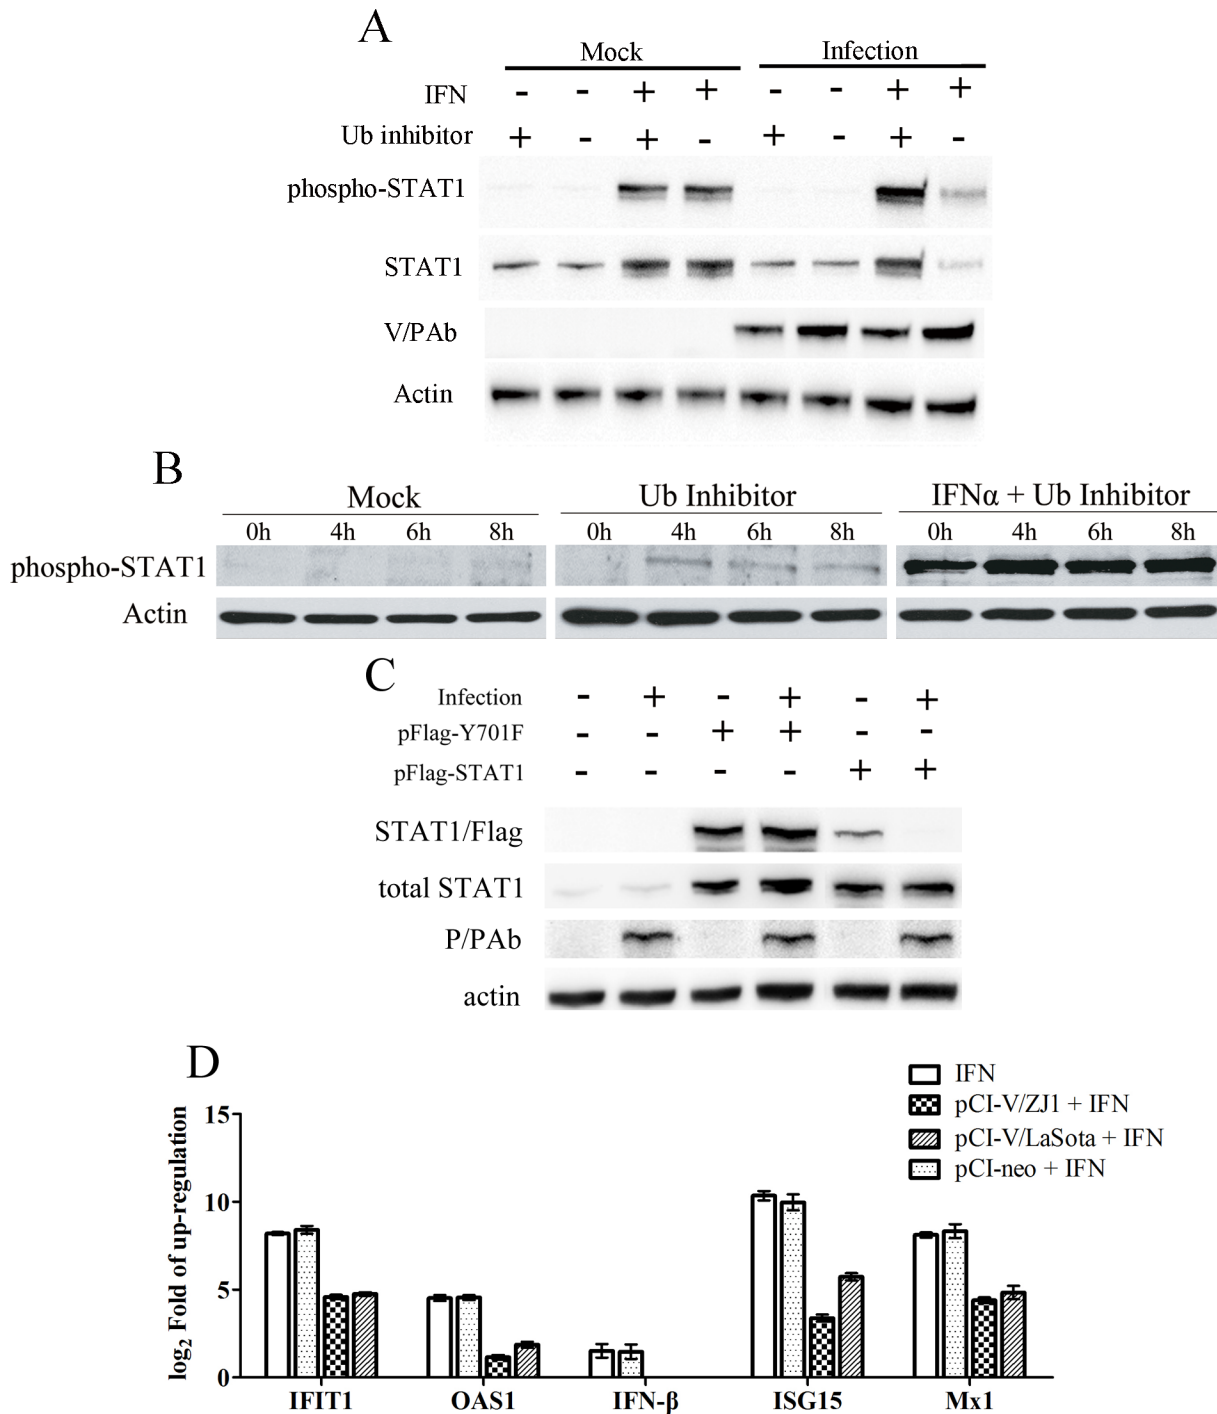 A
Mock Infection
IFN - - + + - - + +
Ub inhibitor + - + - + - + -
phospho-STAT1
STAT1
V/PAb
Actin
B
Mock Ub Inhibitor IFNα + Ub Inhibitor
0h 4h 6h 8h 0h 4h 6h 8h 0h 4h 6h 8h
phospho-STAT1
Actin
C
Infection - + - + - +
pFlag-Y701F - - + + - -
pFlag-STAT1 - - - - + +
STAT1/Flag
total STAT1
P/PAb
actin
D
IFN
pCI-V/ZJ1 + IFN
pCI-V/LaSota + IFN
pCI-neo + IFN
log₂ Fold of up-regulation
15
10
5
0
IFIT1 OAS1 IFN-β ISG15 Mx1